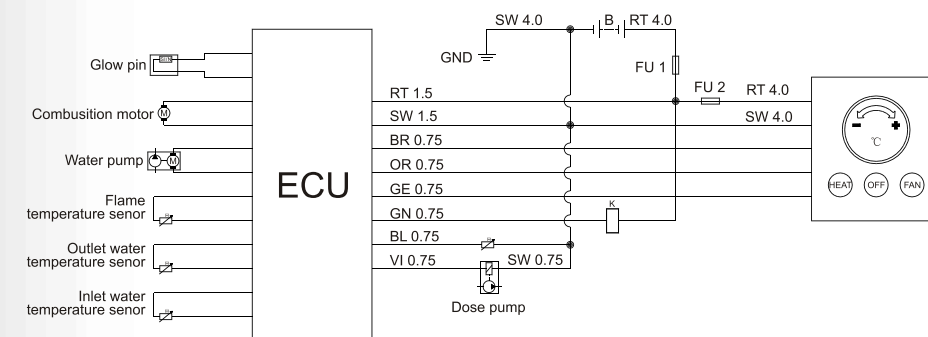 SW 4.0
B
RT 4.0
GND
FU 1
FU 2
RT 4.0
SW 4.0
Glow pin
Combusition motor
M
Water pump
M
Flame
temperature senor
Outlet water
temperature senor
Inlet water
temperature senor
ECU
RT 1.5
SW 1.5
BR 0.75
OR 0.75
GE 0.75
GN 0.75
BL 0.75
VI 0.75
SW 0.75
Dose pump
K
- +
℃
HEAT
OFF
FAN